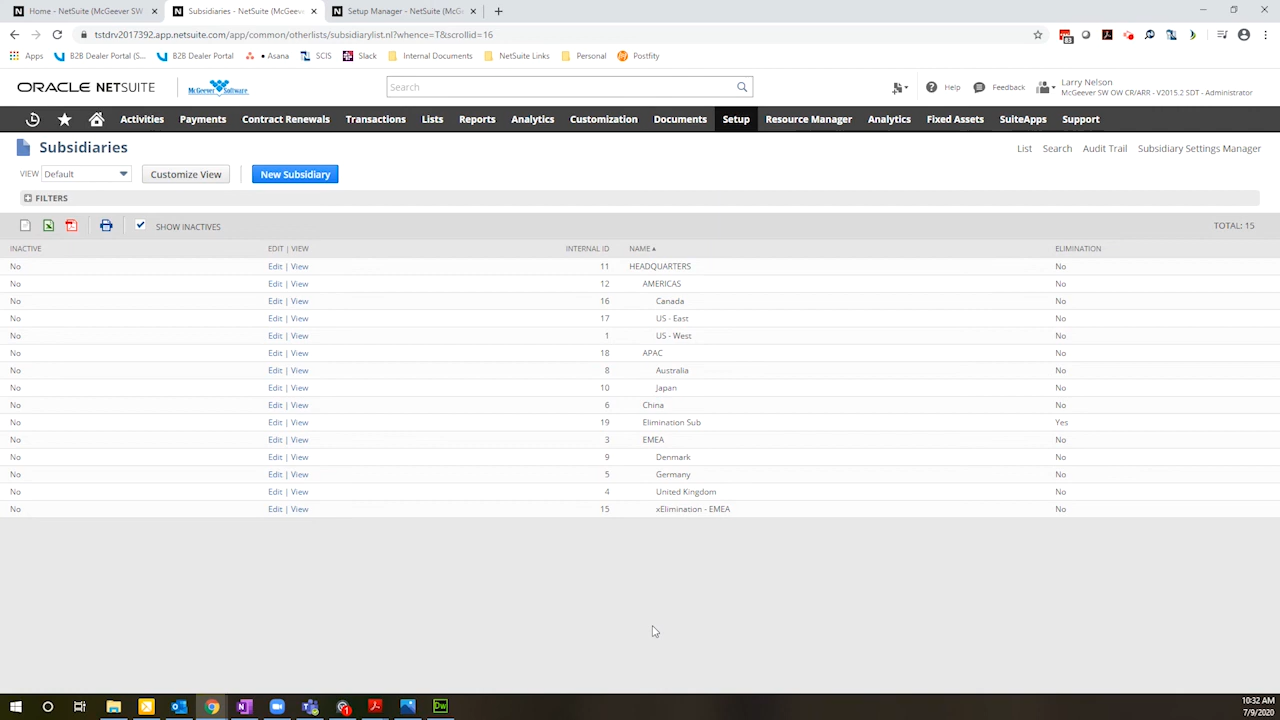 Home - NetSuite (McGeever SW
Subsidiaries - NetSuite (McGeev
Setup Manager - NetSuite (McGe
tstdrv2017392.app.netsuite.com/app/common/otherlists/subsidiarylist.nl?whence=T&scrollid=16
83
Apps B2B Dealer Portal (S... B2B Dealer Portal Asana SCIS Slack Internal Documents NetSuite Links Personal Postfity
ORACLE NETSUITE
McGeever Software
Search
Help
Feedback
Larry Nelson
McGeever SW OW CR/ARR - V2015.2 SDT - Administrator
Activities Payments Contract Renewals Transactions Lists Reports Analytics Customization Documents Setup Resource Manager Analytics Fixed Assets SuiteApps Support
Subsidiaries
List Search Audit Trail Subsidiary Settings Manager
VIEW Default Customize View New Subsidiary
FILTERS
SHOW INACTIVES TOTAL: 15
INACTIVE EDIT | VIEW INTERNAL ID NAME ▲ ELIMINATION
No Edit | View 11 HEADQUARTERS No
No Edit | View 12 AMERICAS No
No Edit | View 16 Canada No
No Edit | View 17 US - East No
No Edit | View 1 US - West No
No Edit | View 18 APAC No
No Edit | View 8 Australia No
No Edit | View 10 Japan No
No Edit | View 6 China No
No Edit | View 19 Elimination Sub Yes
No Edit | View 3 EMEA No
No Edit | View 9 Denmark No
No Edit | View 5 Germany No
No Edit | View 4 United Kingdom No
No Edit | View 15 xElimination - EMEA No
10:32 AM
7/9/2020